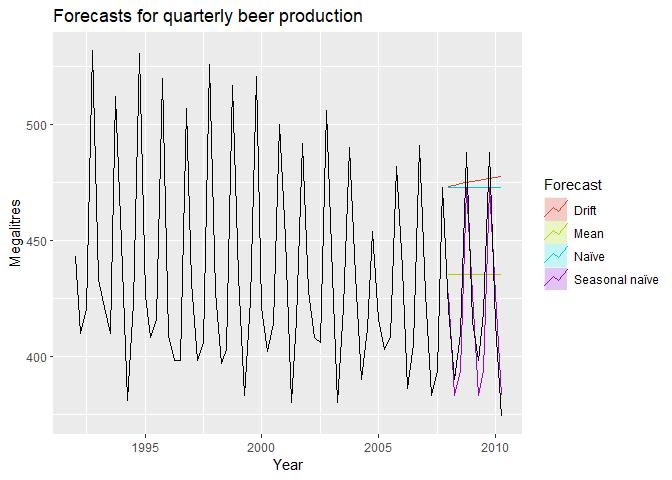 Forecasts for quarterly beer production
500
450
400
Megalitres
1995
2000
2005
2010
Year
Forecast
Drift
Mean
Naïve
Seasonal naïve